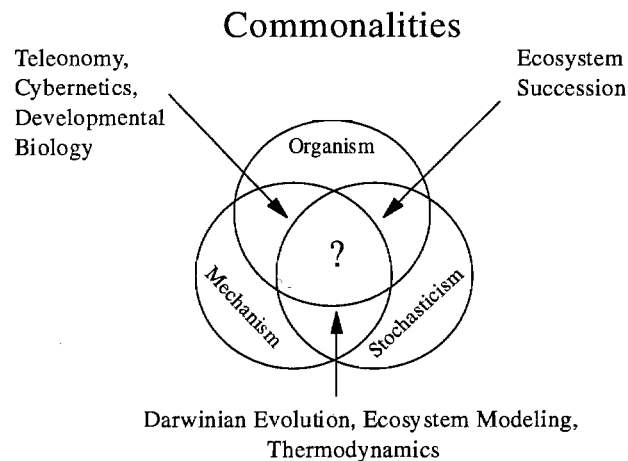 Commonalities
Teleonomy,
Cybernetics,
Developmental
Biology
Ecosystem
Succession
Organism
?
Mechanism
Stochasticism
Darwinian Evolution, Ecosystem Modeling,
Thermodynamics